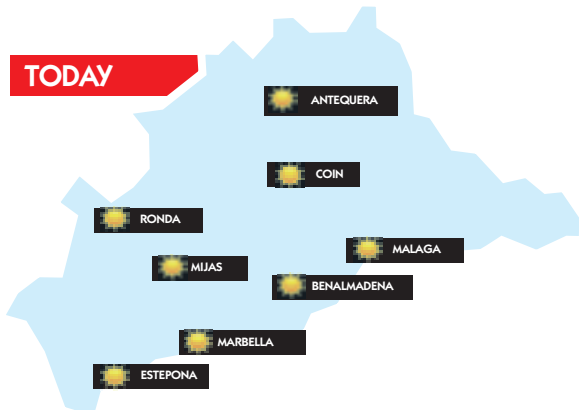 TODAY
ANTEQUERA
COIN
RONDA
MALAGA
MIJAS
BENALMADENA
MARBELLA
ESTEPONA